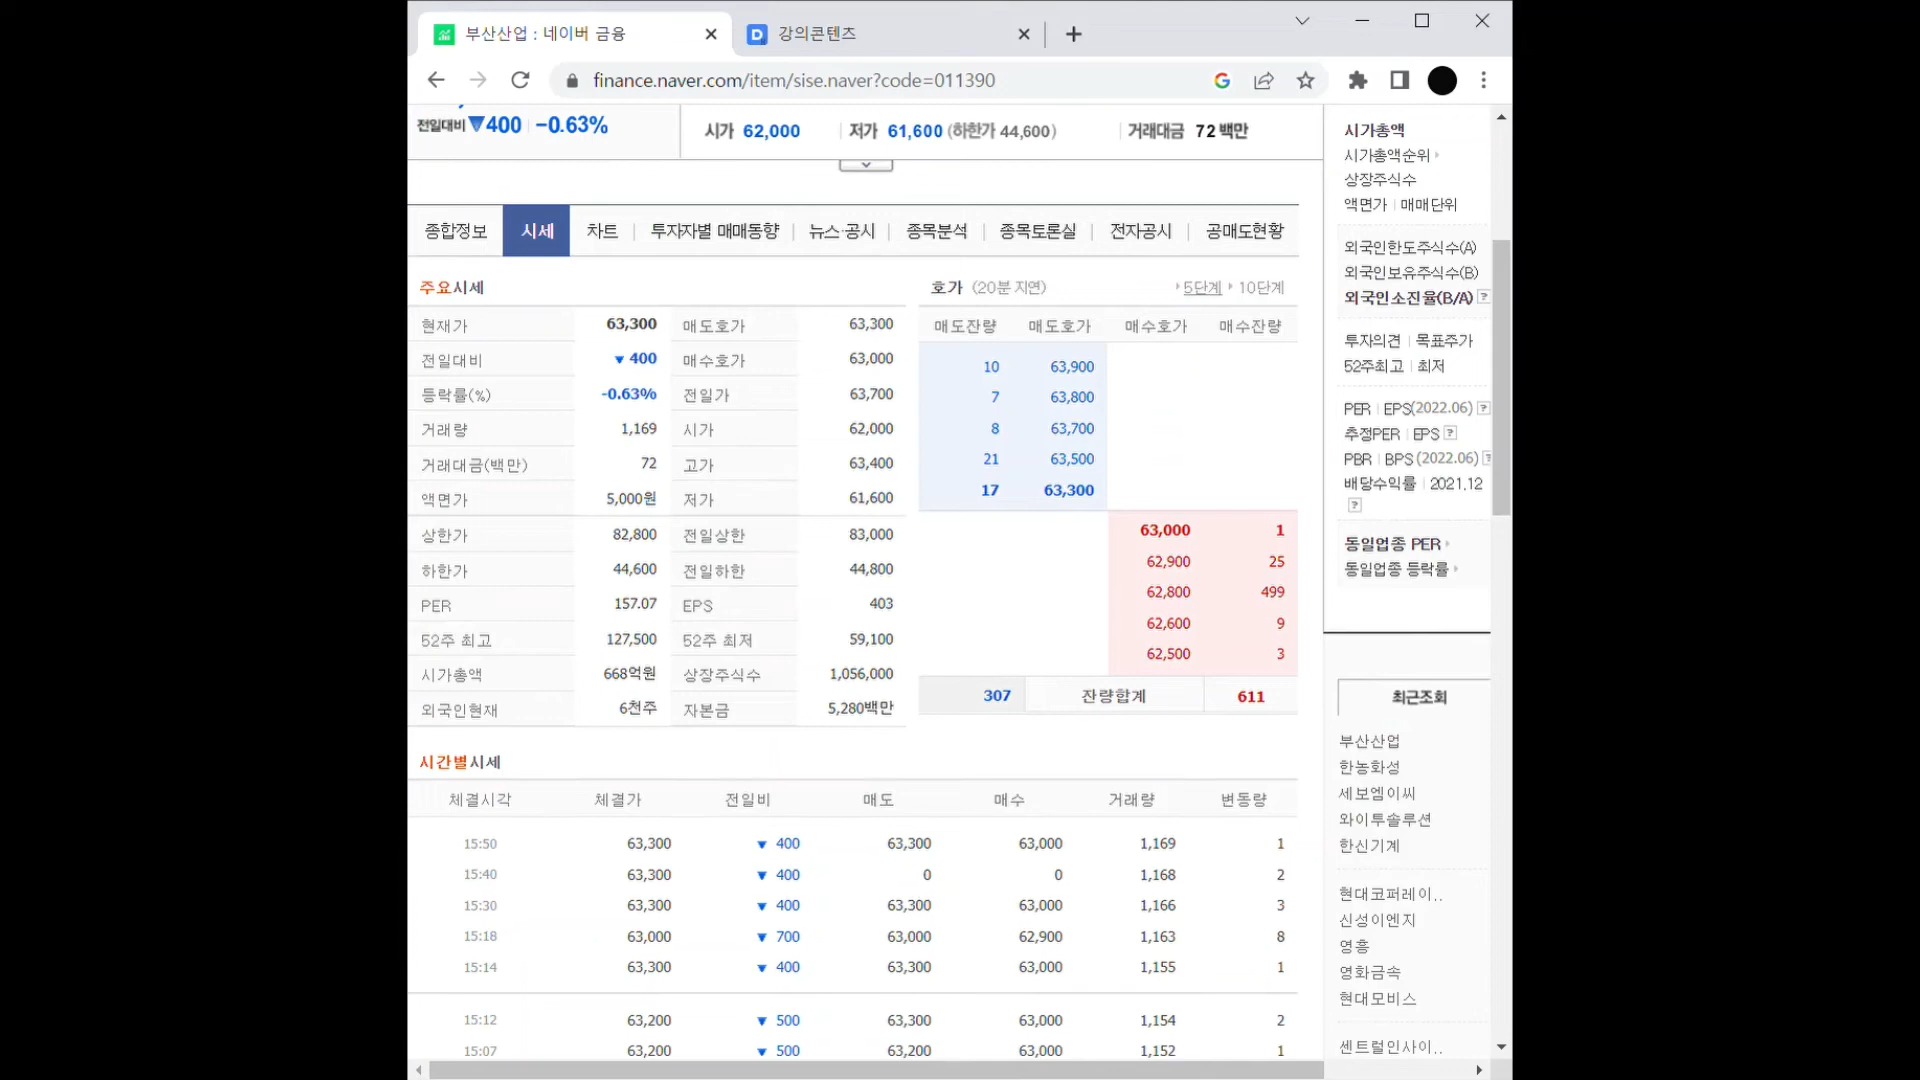 부산산업 : 네이버 금융
강의콘텐츠
finance.naver.com/item/sise.naver?code=011390
전일대비 ▼400 -0.63%
시가 62,000 저가 61,600 (하한가 44,600) 거래대금 72 백만
종합정보 시세 차트 투자자별 매매동향 뉴스·공시 종목분석 종목토론실 전자공시 공매도현황
주요시세
현재가 63,300 매도호가 63,300
전일대비 ▼ 400 매수호가 63,000
등락률(%) -0.63% 전일가 63,700
거래량 1,169 시가 62,000
거래대금(백만) 72 고가 63,400
액면가 5,000원 저가 61,600
상한가 82,800 전일상한 83,000
하한가 44,600 전일하한 44,800
PER 157.07 EPS 403
52주 최고 127,500 52주 최저 59,100
시가총액 668억원 상장주식수 1,056,000
외국인현재 6천주 자본금 5,280백만
호가 (20분 지연) 5단계 10단계
매도잔량 매도호가 매수호가 매수잔량
10 63,900
7 63,800
8 63,700
21 63,500
17 63,300
63,000 1
62,900 25
62,800 499
62,600 9
62,500 3
307 잔량합계 611
시간별시세
체결시각 체결가 전일비 매도 매수 거래량 변동량
15:50 63,300 ▼ 400 63,300 63,000 1,169 1
15:40 63,300 ▼ 400 0 0 1,168 2
15:30 63,300 ▼ 400 63,300 63,000 1,166 3
15:18 63,000 ▼ 700 63,000 62,900 1,163 8
15:14 63,300 ▼ 400 63,300 63,000 1,155 1
15:12 63,200 ▼ 500 63,300 63,000 1,154 2
15:07 63,200 ▼ 500 63,200 63,000 1,152 1
시가총액
시가총액순위
상장주식수
액면가 매매단위
외국인한도주식수(A)
외국인보유주식수(B)
외국인소진율(B/A) ?
투자의견 목표주가
52주최고 최저
PER EPS(2022.06) ?
추정PER EPS ?
PBR BPS (2022.06) ?
배당수익률 2021.12
?
동일업종 PER
동일업종 등락률
최근조회
부산산업
한농화성
세보엠이씨
와이투솔루션
한신기계
현대코퍼레이..
신성이엔지
영흥
영화금속
현대모비스
센트럴인사이..